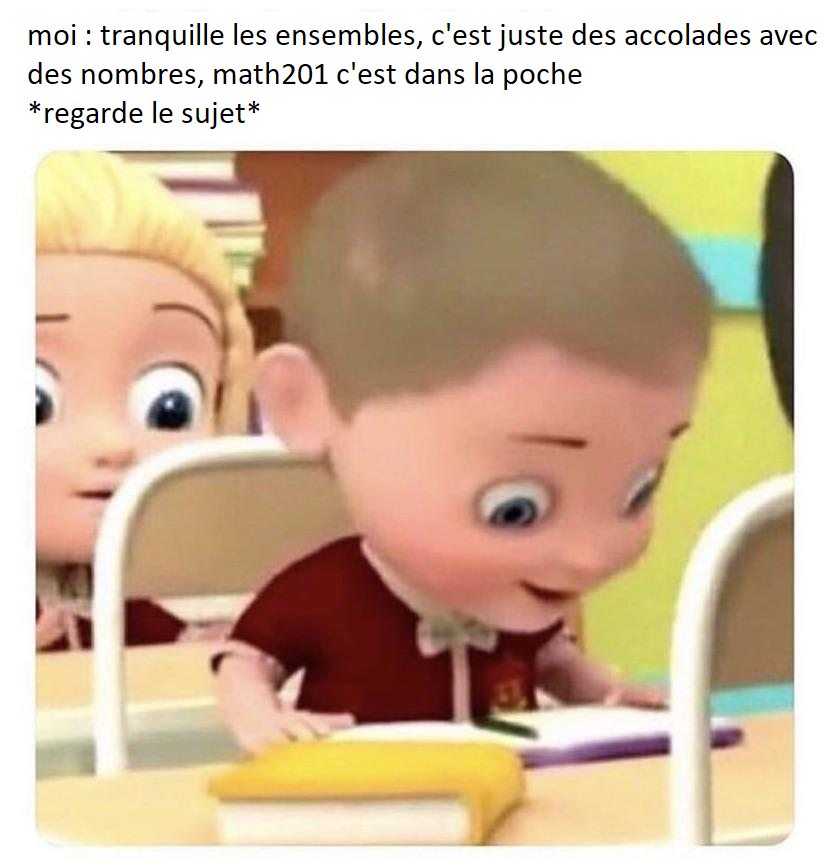 moi : tranquille les ensembles, c'est juste des accolades avec
des nombres, math201 c'est dans la poche
*regarde le sujet*